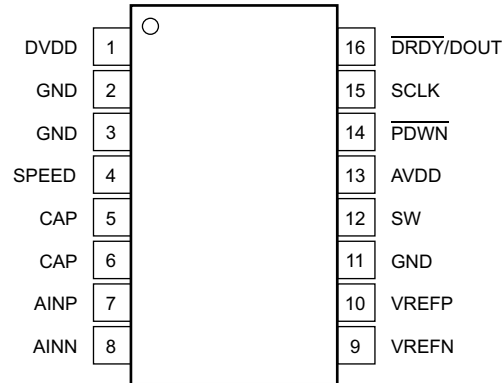 DVDD 1 16 DRDY/DOUT
GND 2 15 SCLK
GND 3 14 PDWN
SPEED 4 13 AVDD
CAP 5 12 SW
CAP 6 11 GND
AINP 7 10 VREFP
AINN 8 9 VREFN